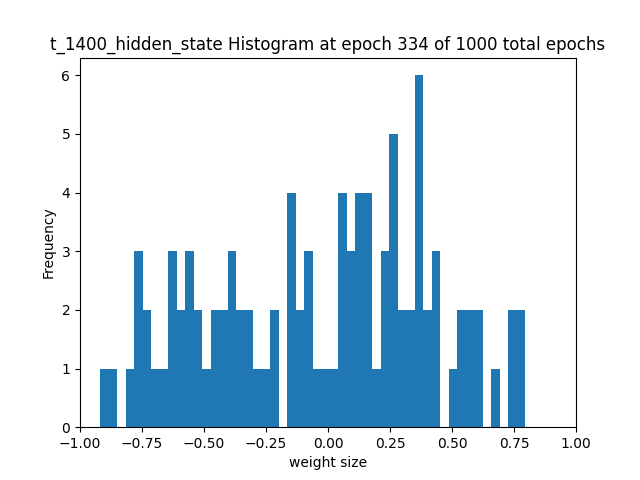 t_1400_hidden_state Histogram at epoch 334 of 1000 total epochs
6
5
4
3
2
1
0
Frequency
−1.00 −0.75 −0.50 −0.25 0.00 0.25 0.50 0.75 1.00
weight size